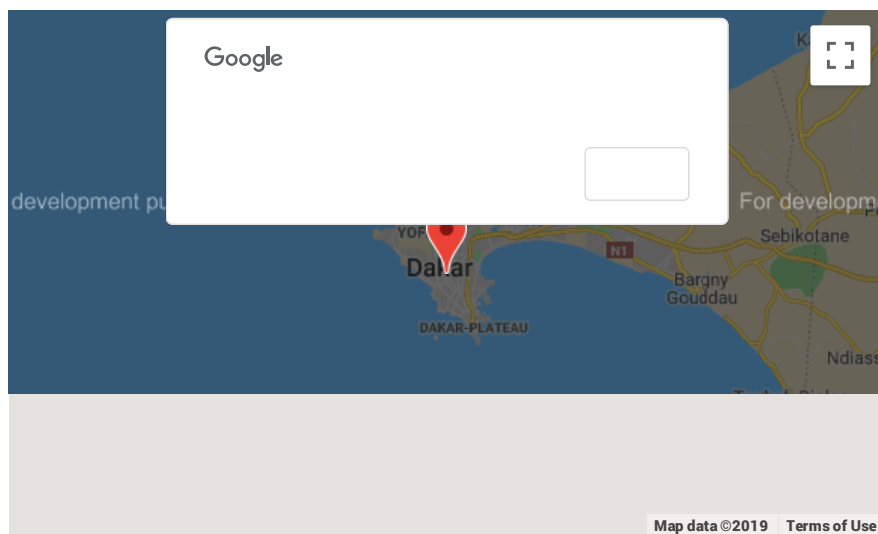 Google
development pu
For developm
YOF
N1
Sebikotane
Dakar
Bargny
Gouddau
DAKAR-PLATEAU
Ndiass
Map data ©2019 Terms of Use